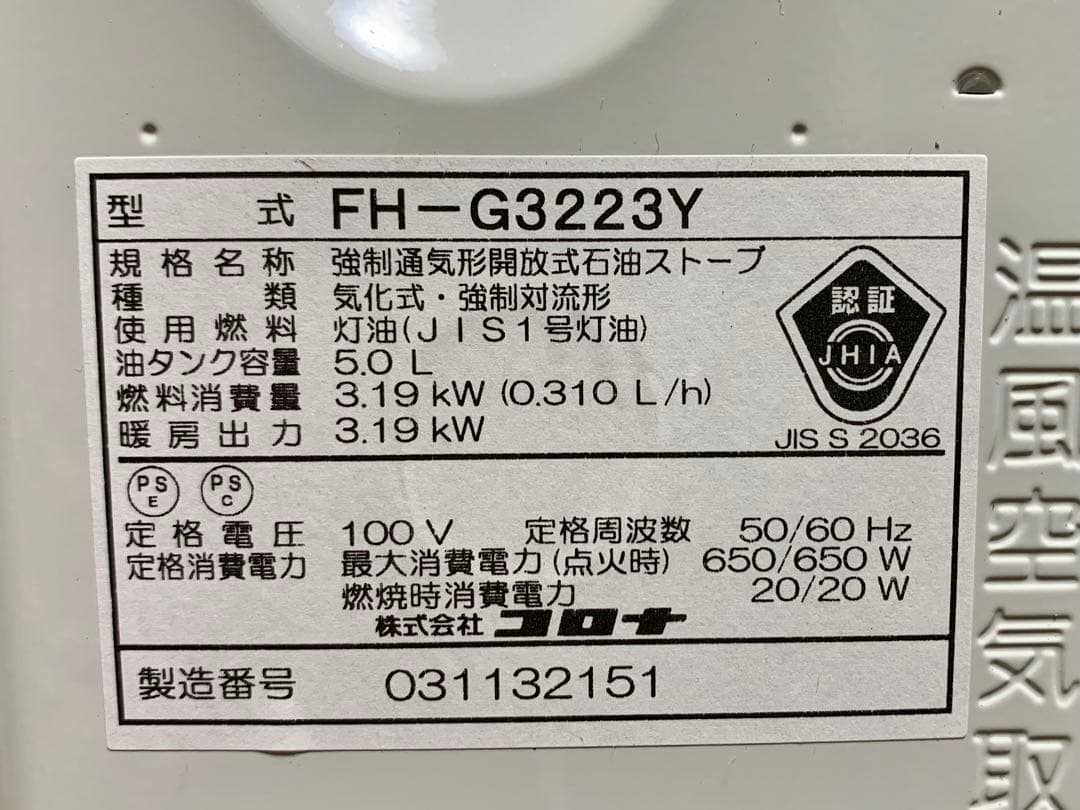 型式 FH-G3223Y
規格名称 強制通気形開放式石油ストーブ
種類 気化式・強制対流形
使用燃料 灯油(JIS1号灯油)
油タンク容量 5.0 L
燃料消費量 3.19 kW (0.310 L/h)
暖房出力 3.19 kW
認証
JHIA
JIS S 2036
PS E PS C
定格電圧 100 V 定格周波数 50/60 Hz
定格消費電力 最大消費電力(点火時) 650/650 W
燃焼時消費電力 20/20 W
株式会社 コロナ
製造番号 031132151
温風空気取